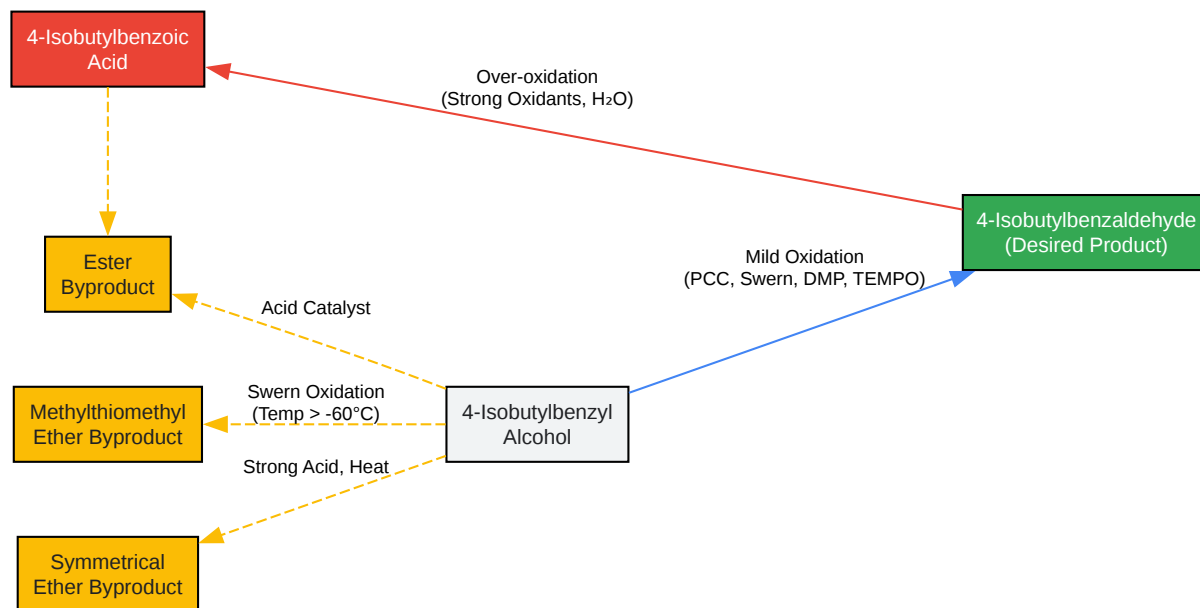 4-Isobutylbenzoic
Acid
Over-oxidation
(Strong Oxidants, H₂O)
4-Isobutylbenzaldehyde
(Desired Product)
Mild Oxidation
(PCC, Swern, DMP, TEMPO)
Ester
Byproduct
Acid Catalyst
Methylthiomethyl
Ether Byproduct
Swern Oxidation
(Temp > -60°C)
4-Isobutylbenzyl
Alcohol
Strong Acid, Heat
Symmetrical
Ether Byproduct